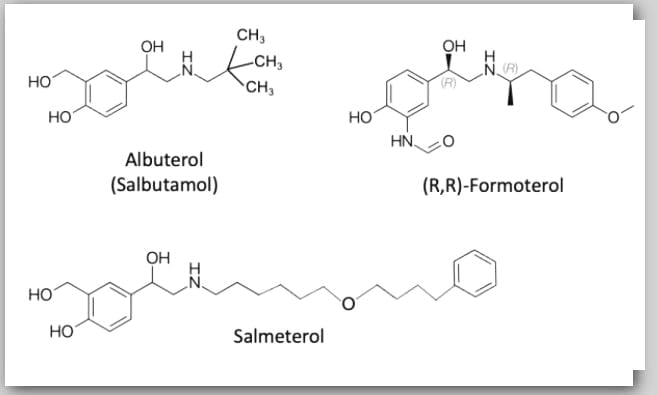 CH3
OH
H
N
CH3
CH3
HO
HO
Albuterol
(Salbutamol)
OH
H
N
(R)
(R)
HO
HN
O
O
(R,R)-Formoterol
OH
H
N
HO
HO
O
Salmeterol